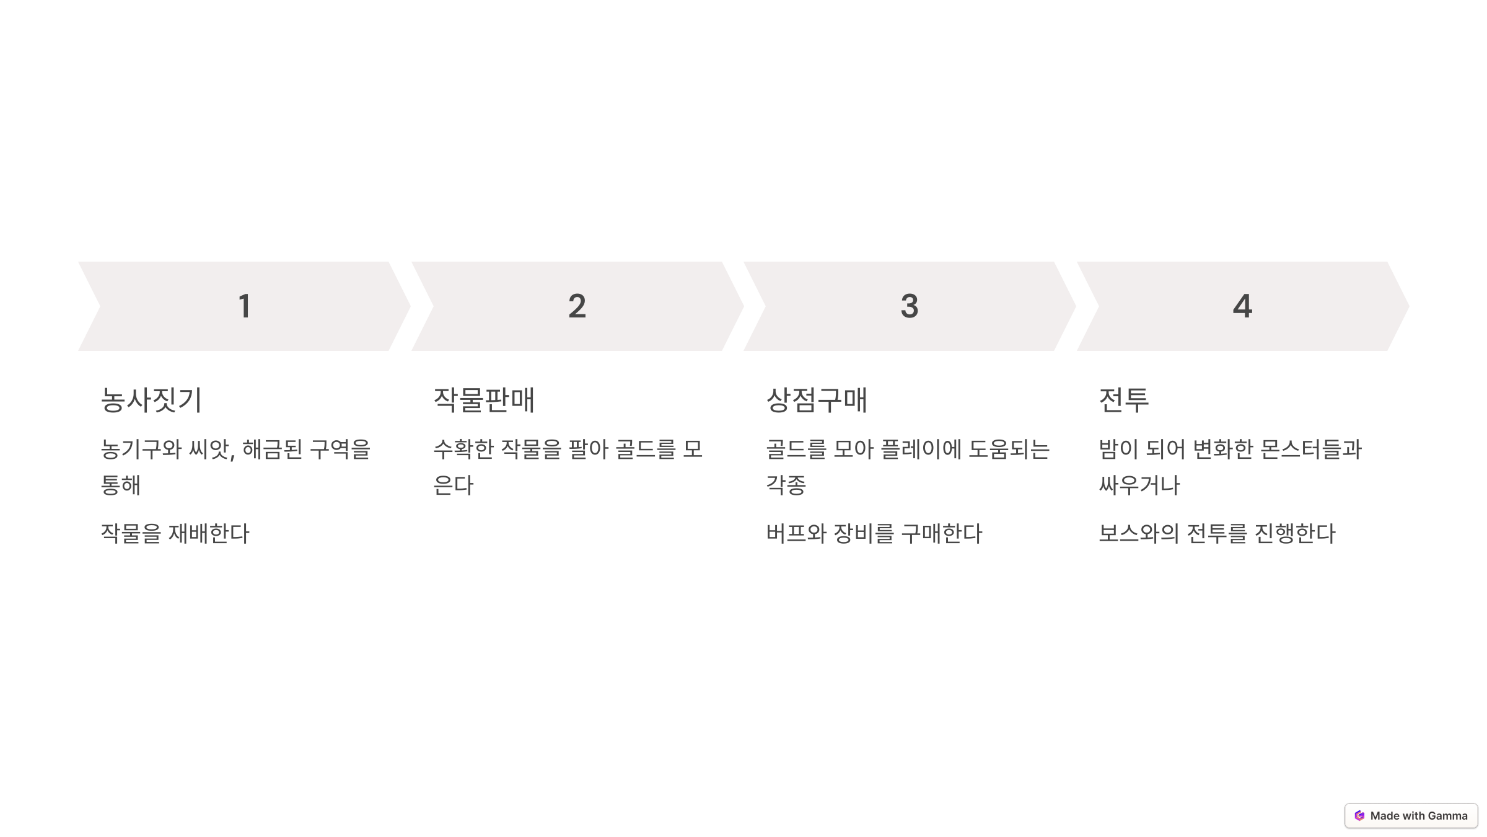 1
2
3
4
농사짓기
농기구와 씨앗, 해금된 구역을
통해
작물을 재배한다
작물판매
수확한 작물을 팔아 골드를 모
은다
상점구매
골드를 모아 플레이에 도움되는
각종
버프와 장비를 구매한다
전투
밤이 되어 변화한 몬스터들과
싸우거나
보스와의 전투를 진행한다
Made with Gamma